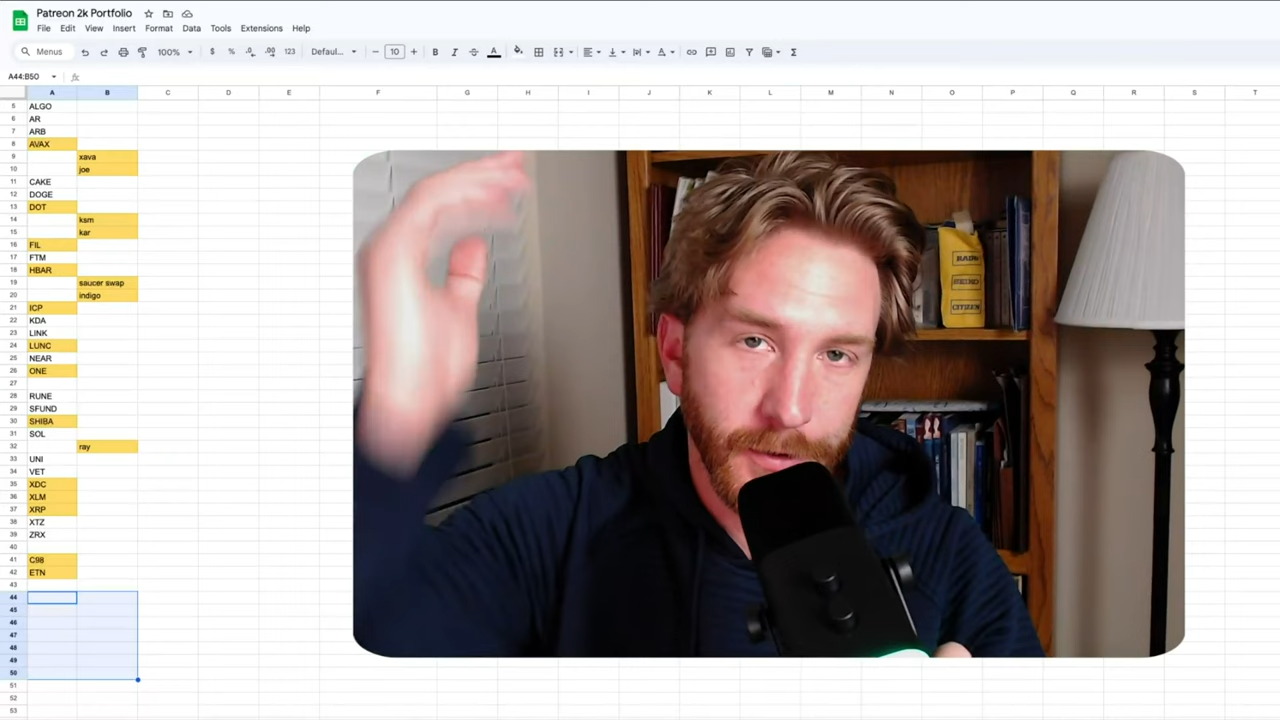 Patreon 2k Portfolio
File Edit View Insert Format Data Tools Extensions Help
Menus 100% $ % .0 .00 123 Defaul... 10 B I A
A44:B50 fx
A B C D E F G H I J K L M N O P Q R S T
5 ALGO
6 AR
7 ARB
8 AVAX
9 xava
10 joe
11 CAKE
12 DOGE
13 DOT
14 ksm
15 kar
16 FIL
17 FTM
18 HBAR
19 saucer swap
20 indigo
21 ICP
22 KDA
23 LINK
24 LUNC
25 NEAR
26 ONE
27
28 RUNE
29 SFUND
30 SHIBA
31 SOL
32 ray
33 UNI
34 VET
35 XDC
36 XLM
37 XRP
38 XTZ
39 ZRX
40
41 C98
42 ETN
43
44
45
46
47
48
49
50
51
52
53
RADO
SEIKO
CITIZEN